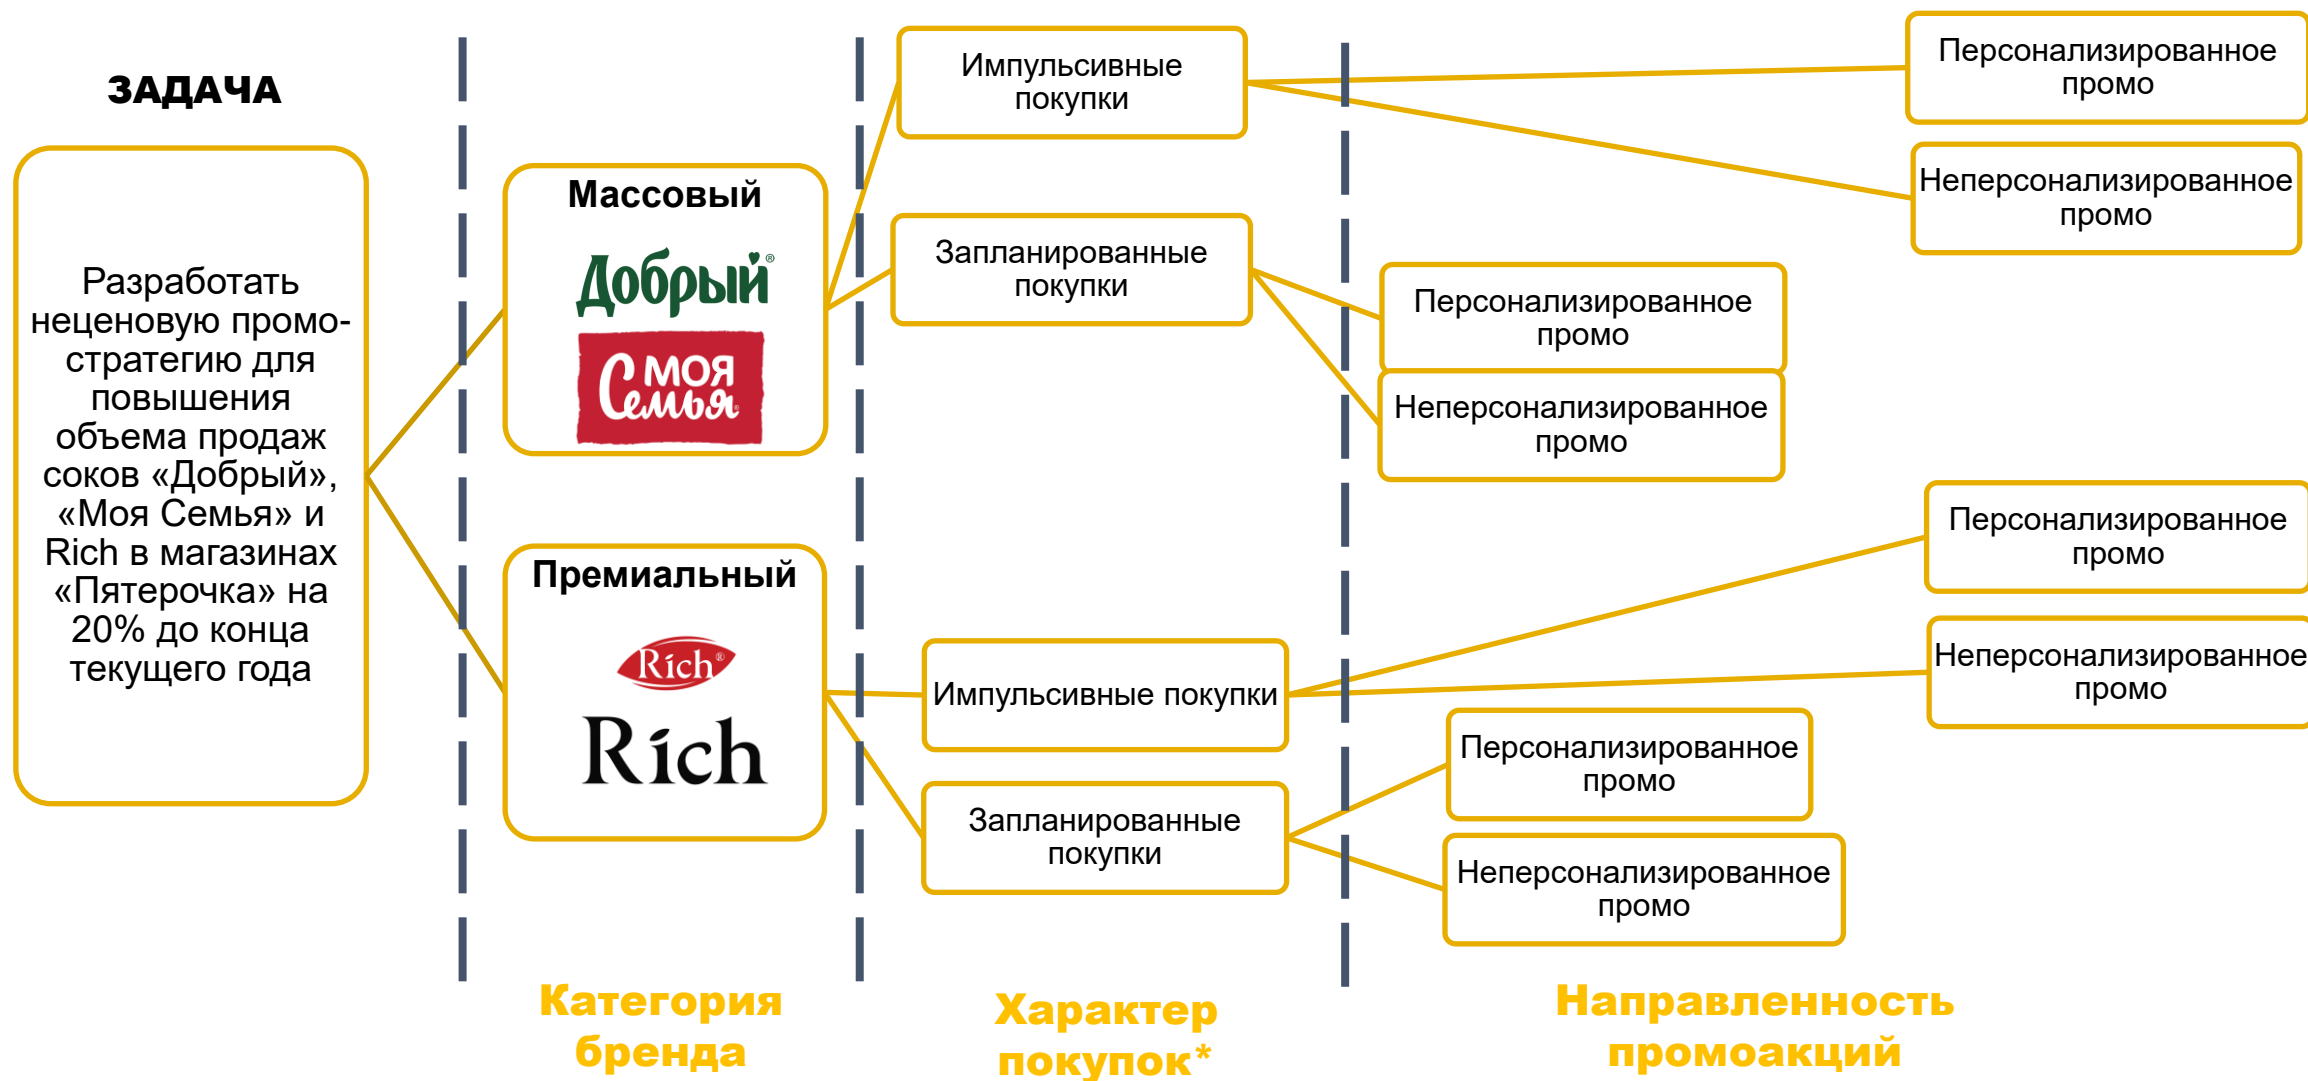 ЗАДАЧА
Разработать
неценовую промо-
стратегию для
повышения
объема продаж
соков «Добрый»,
«Моя Семья» и
Rich в магазинах
«Пятерочка» на
20% до конца
текущего года
Массовый
Добрый®
МОЯ
Семья®
Премиальный
Rich®
Rich
Категория
бренда
Импульсивные
покупки
Запланированные
покупки
Импульсивные покупки
Запланированные
покупки
Характер
покупок*
Персонализированное
промо
Неперсонализированное
промо
Персонализированное
промо
Неперсонализированное
промо
Персонализированное
промо
Неперсонализированное
промо
Персонализированное
промо
Неперсонализированное
промо
Направленность
промоакций